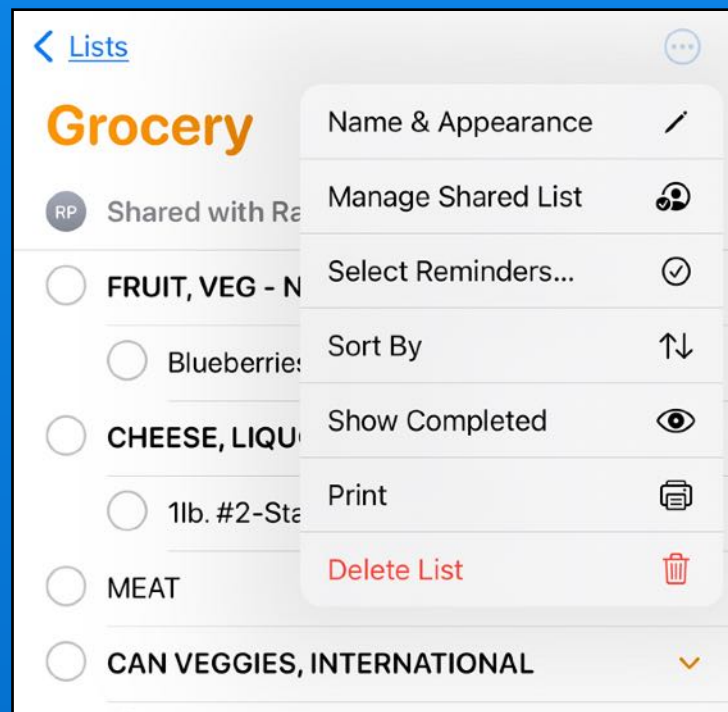 Lists
Grocery
RP Shared with Ra
FRUIT, VEG - N
Blueberries
CHEESE, LIQU
1lb. #2-Sta
MEAT
CAN VEGGIES, INTERNATIONAL
Name & Appearance
Manage Shared List
Select Reminders...
Sort By
Show Completed
Print
Delete List